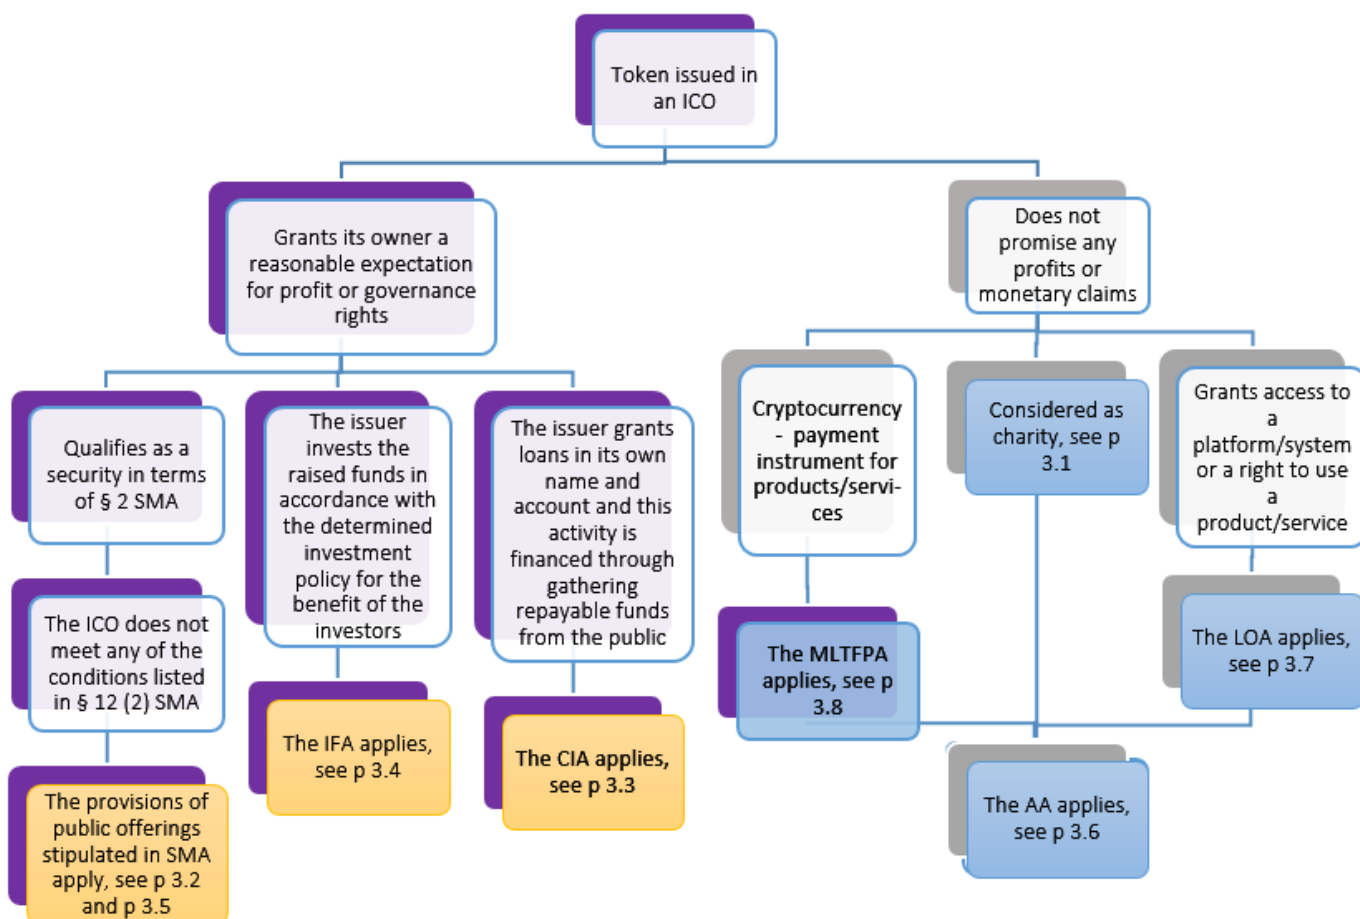 Token issued in
an ICO
Grants its owner a
reasonable expectation
for profit or governance
rights
Does not
promise any
profits or
monetary claims
Qualifies as a
security in terms
of § 2 SMA
The issuer
invests the
raised funds in
accordance with
the determined
investment
policy for the
benefit of the
investors
The issuer grants
loans in its own
name and
account and this
activity is
financed through
gathering
repayable funds
from the public
Cryptocurrency
- payment
instrument for
products/servi-
ces
Considered as
charity, see p
3.1
Grants access to
a
platform/system
or a right to use
a
product/service
The ICO does not
meet any of the
conditions listed
in § 12 (2) SMA
The MLTFPA
applies, see p
3.8
The LOA applies,
see p 3.7
The IFA applies,
see p 3.4
The CIA applies,
see p 3.3
The provisions of
public offerings
stipulated in SMA
apply, see p 3.2
and p 3.5
The AA applies,
see p 3.6